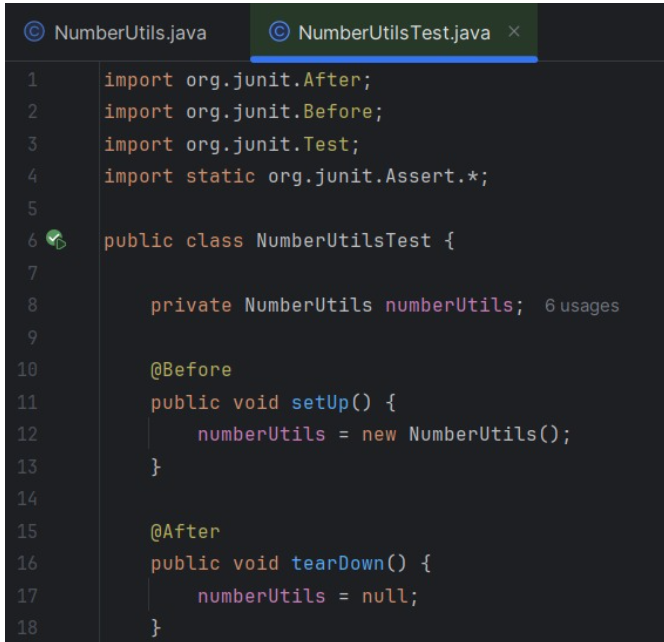 NumberUtils.java NumberUtilsTest.java
1 import org.junit.After;
2 import org.junit.Before;
3 import org.junit.Test;
4 import static org.junit.Assert.*;
5
6 public class NumberUtilsTest {
7
8     private NumberUtils numberUtils; 6 usages
9
10     @Before
11     public void setUp() {
12         numberUtils = new NumberUtils();
13     }
14
15     @After
16     public void tearDown() {
17         numberUtils = null;
18     }